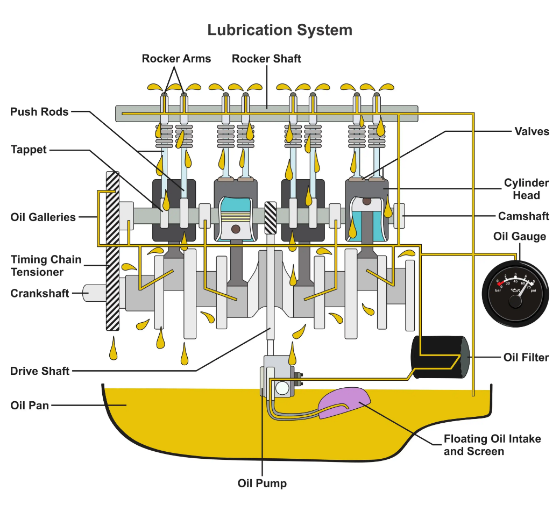 Lubrication System
Rocker Arms
Rocker Shaft
Push Rods
Valves
Tappet
Cylinder
Head
Oil Galleries
Camshaft
Oil Gauge
Timing Chain
Tensioner
Crankshaft
Oil Filter
Drive Shaft
Oil Pan
Floating Oil Intake
and Screen
Oil Pump